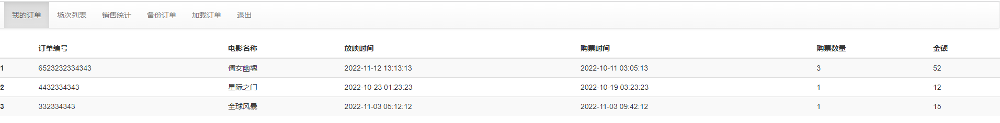 我的订单 场次列表 销售统计 备份订单 加载订单 退出
订单编号 电影名称 放映时间 购票时间 购票数量 金额
1 6523232334343 倩女幽魂 2022-11-12 13:13:13 2022-10-11 03:05:13 3 52
2 4432334343 星际之门 2022-10-23 01:23:23 2022-10-19 03:23:23 1 12
3 332334343 全球风暴 2022-11-03 05:12:12 2022-11-03 09:42:12 1 15